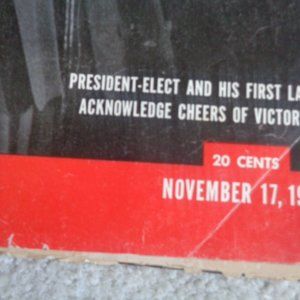 PRESIDENT-ELECT AND HIS FIRST LA
ACKNOWLEDGE CHEERS OF VICTOR
20 CENTS
NOVEMBER 17, 19